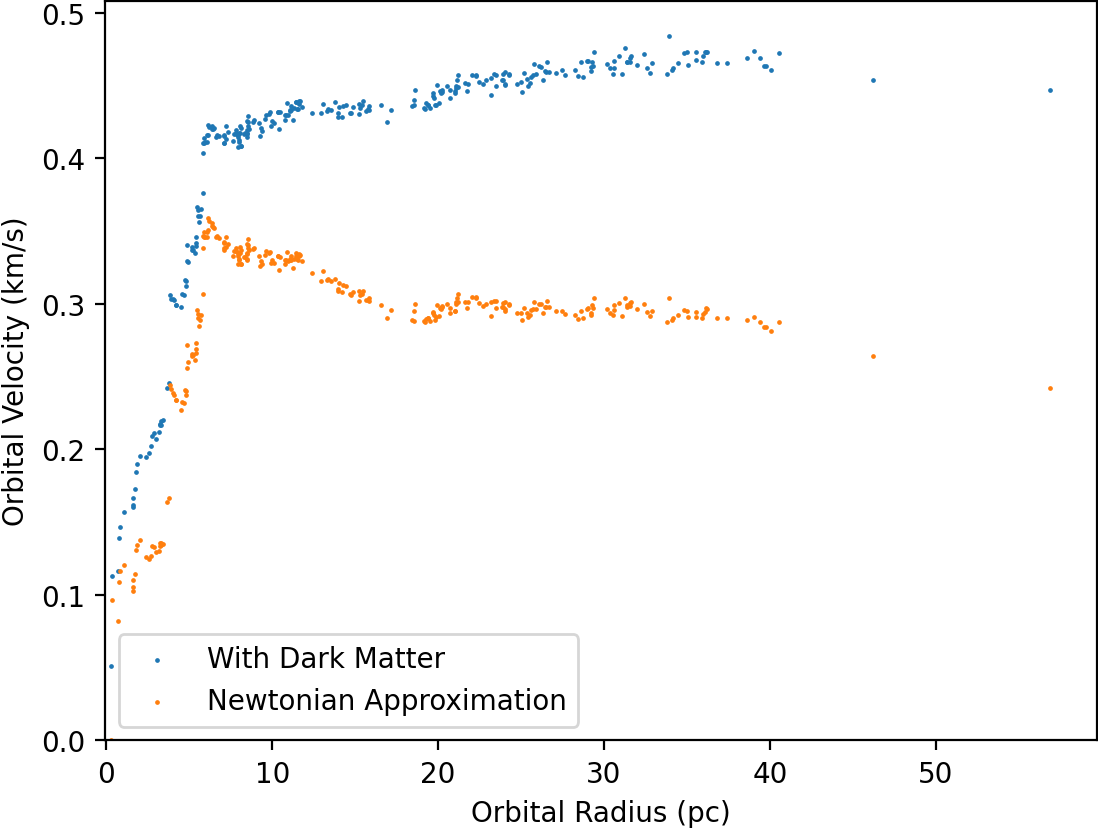 0.5
0.4
0.3
0.2
0.1
0.0
Orbital Velocity (km/s)
With Dark Matter
Newtonian Approximation
0 10 20 30 40 50
Orbital Radius (pc)